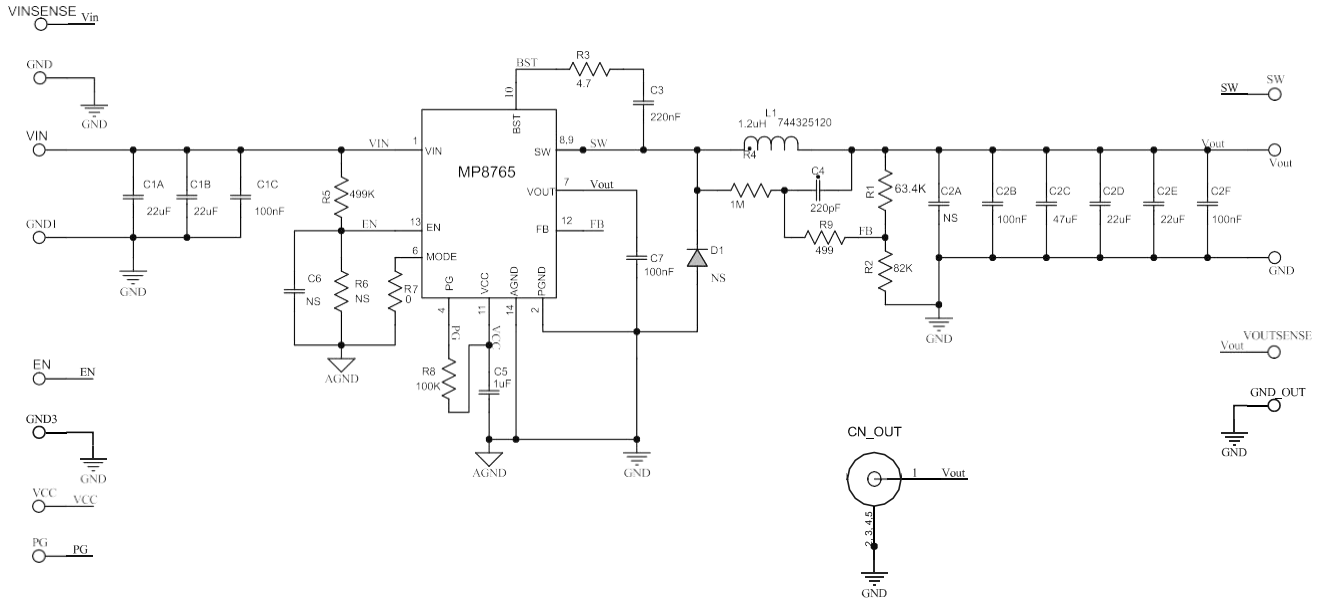 VINSENSE
Vin
GND
GND
VIN
GND1
GND
C1A
22uF
C1B
22uF
C1C
100nF
VIN
R5
499K
EN
C6
NS
R6
NS
R7
0
AGND
BST
R3
4.7
C3
220nF
10
BST
1
VIN
MP8765
8,9
SW
SW
7
VOUT
Vout
12
FB
FB
13
EN
6
MODE
PG
VCC
AGND
PGND
4
11
14
2
PG
VCC
R8
100K
C5
1uF
AGND
C7
100nF
GND
L1
1.2uH
744325120
R4
1M
C4
220pF
R9
499
FB
R1
63.4K
R2
82K
D1
NS
C2A
NS
C2B
100nF
C2C
47uF
C2D
22uF
C2E
22uF
C2F
100nF
GND
SW
SW
Vout
Vout
GND
VOUTSENSE
Vout
GND_OUT
GND
EN
EN
GND3
GND
VCC
VCC
PG
PG
CN_OUT
1
Vout
2, 3, 4,5
GND